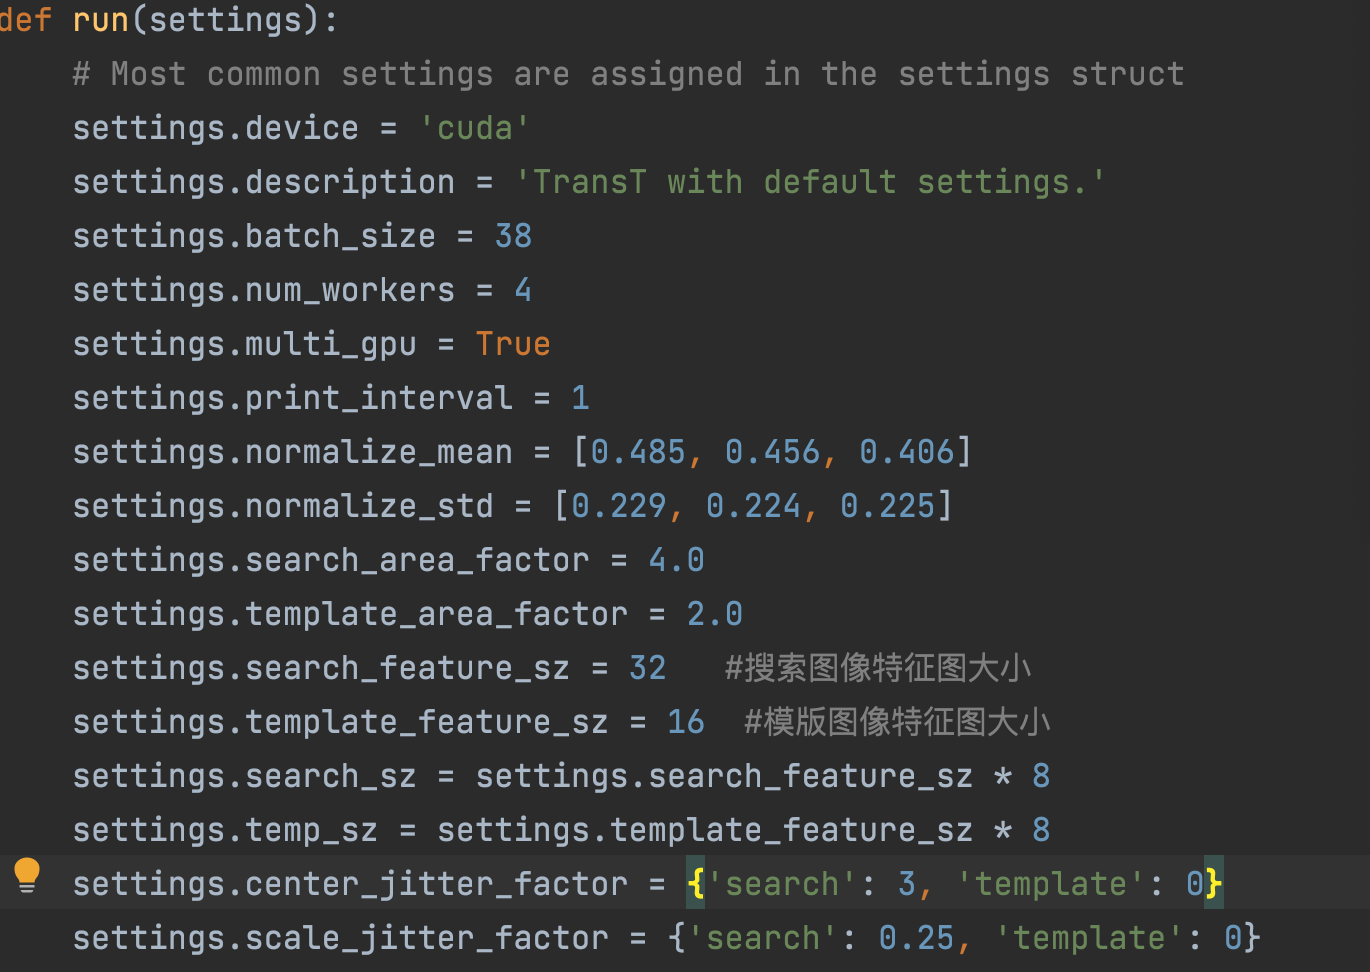 def run(settings):
# Most common settings are assigned in the settings struct
settings.device = 'cuda'
settings.description = 'TransT with default settings.'
settings.batch_size = 38
settings.num_workers = 4
settings.multi_gpu = True
settings.print_interval = 1
settings.normalize_mean = [0.485, 0.456, 0.406]
settings.normalize_std = [0.229, 0.224, 0.225]
settings.search_area_factor = 4.0
settings.template_area_factor = 2.0
settings.search_feature_sz = 32 #搜索图像特征图大小
settings.template_feature_sz = 16 #模版图像特征图大小
settings.search_sz = settings.search_feature_sz * 8
settings.temp_sz = settings.template_feature_sz * 8
settings.center_jitter_factor = {'search': 3, 'template': 0}
settings.scale_jitter_factor = {'search': 0.25, 'template': 0}